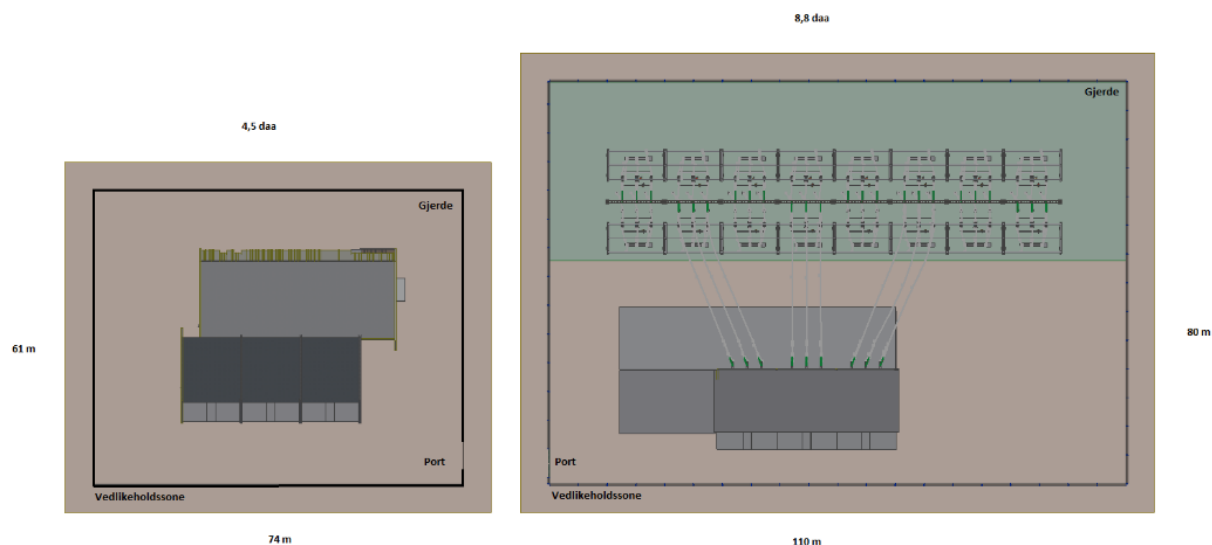 4,5 daa
Gjerde
61 m
Port
Vedlikeholdssone
74 m
8,8 daa
Gjerde
80 m
Port
Vedlikeholdssone
110 m